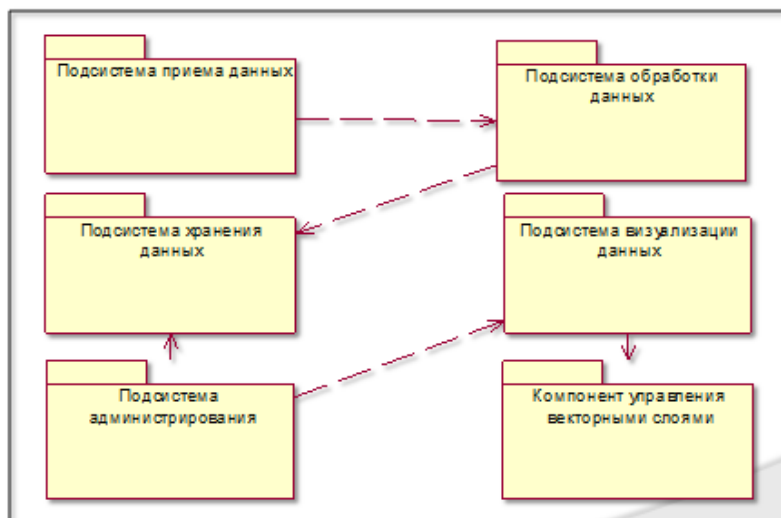 Подсистема приема данных
Подсистема обработки
данных
Подсистема хранения
данных
Подсистема визуализации
данных
Подсистема
администрирования
Компонент управления
векторными слоями